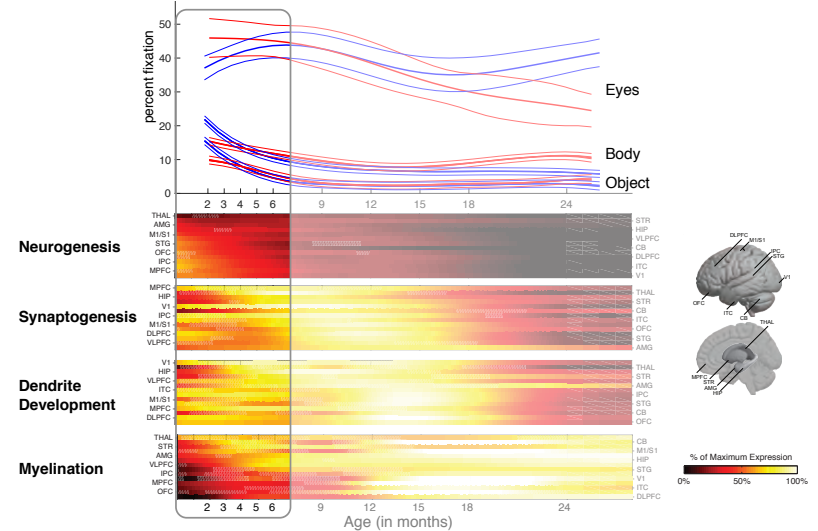 percent fixation
50
40
30
20
10
0
Eyes
Body
Object
2 3 4 5 6 9 12 18 24
Neurogenesis
THAL
AMG
M1/S1
STG
OFC
IPC
MPFC
STR
HIP
VLPFC
CB
DLPFC
ITC
V1
Synaptogenesis
MPFC
HIP
V1
IPC
M1/S1
DLPFC
VLPFC
THAL
STR
CB
ITC
OFC
STG
AMG
Dendrite
Development
V1
HIP
VLPFC
ITC
M1/S1
MPFC
DLPFC
THAL
STR
AMG
IPC
STG
CB
OFC
Myelination
THAL
STR
AMG
VLPFC
IPC
MPFC
OFC
CB
M1/S1
HIP
STG
V1
ITC
DLPFC
2 3 4 5 6 9 12 18 24
Age (in months)
DLPFC
M1/S1
IPC
STG
V1
OFC
ITC
CB
THAL
MPFC
STR
AMG
HIP
% of Maximum Expression
0% 50% 100%